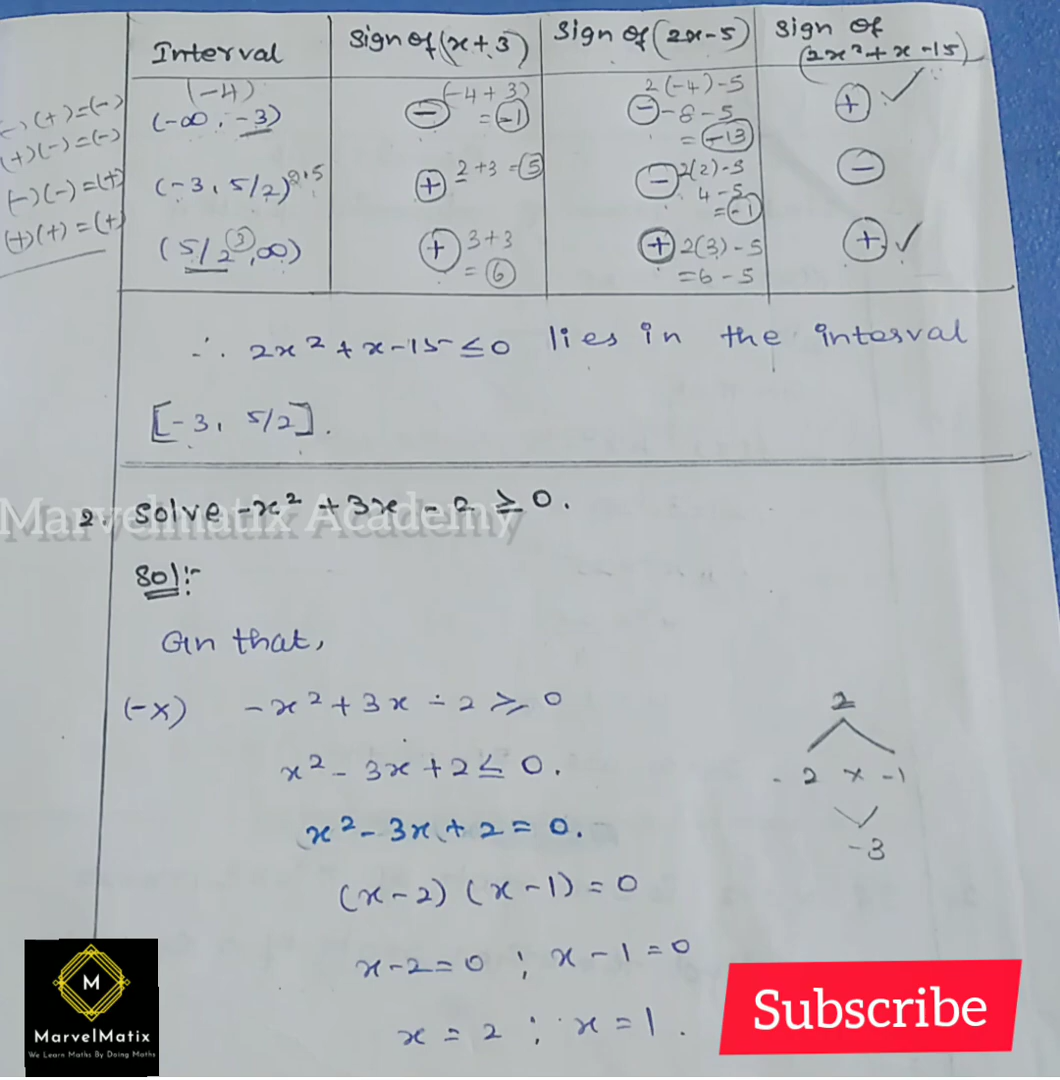 Interval Sign of (x+3) Sign of (2x-5) Sign of (2x²+x-15)
(-)(+)=(-)
(+)(-)=(-)
(-)(-)=(+)
(+)(+)=(+)
(-4)
(-∞, -3) - (-4+3) = -1 2(-4)-5 - -8-5 = -13 + ✓
(-3, 5/2) 2.5 + 2+3 = 5 - 2(2)-5 4-5 = -1 -
(5/2, ∞) 3 + 3+3 = 6 + 2(3)-5 = 6-5 + ✓
∴ 2x²+x-15≤0 lies in the interval
[-3, 5/2].
Marvelmatix Academy
2. Solve -x² + 3x - 2 ≥ 0.
Sol:-
Gn that,
(-x) -x² + 3x - 2 ≥ 0
x² - 3x + 2 ≤ 0.
x² - 3x + 2 = 0.
(x-2) (x-1) = 0
x-2=0 ; x-1=0
x = 2 ; x = 1.
2
-2 x -1
-3
M
MarvelMatix
We Learn Maths By Doing Maths
Subscribe